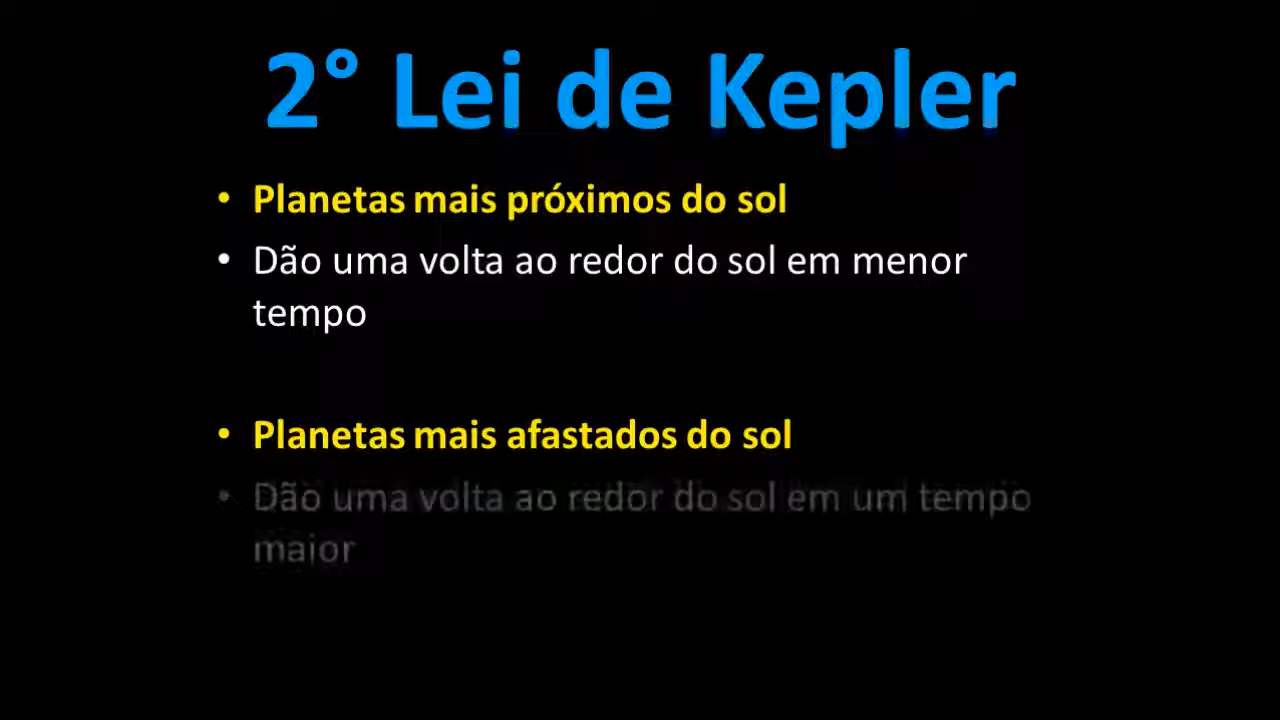 2° Lei de Kepler
• Planetas mais próximos do sol
• Dão uma volta ao redor do sol em menor
tempo
• Planetas mais afastados do sol
• Dão uma volta ao redor do sol em um tempo
maior